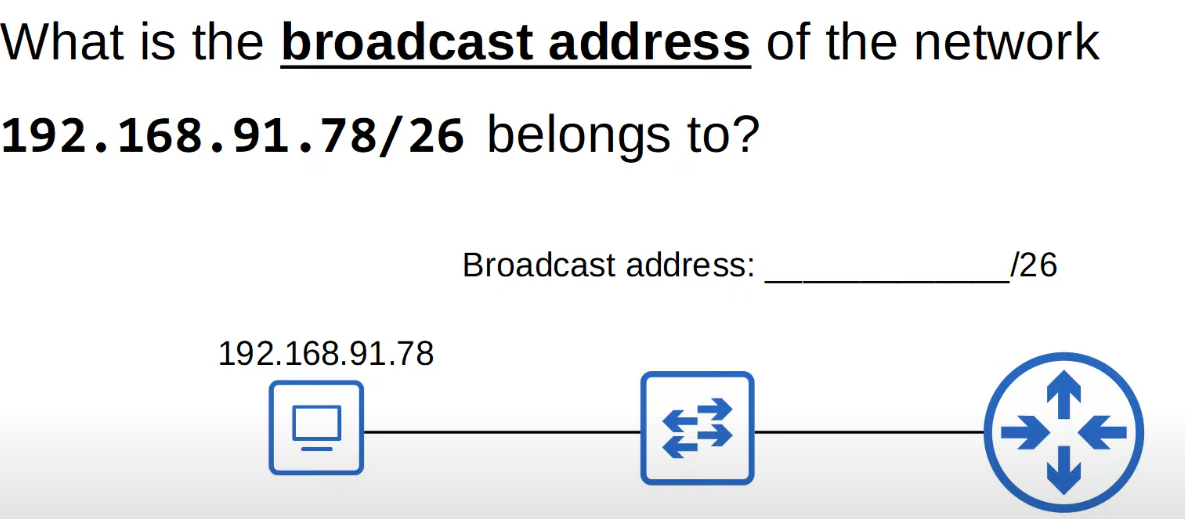 What is the broadcast address of the network
192.168.91.78/26 belongs to?
Broadcast address: _____________/26
192.168.91.78